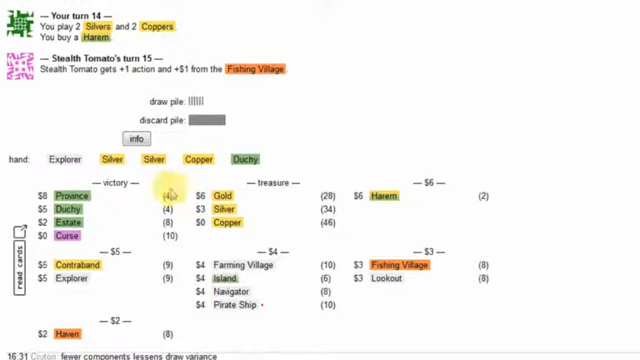 — Your turn 14 —
You play 2 Silvers and 2 Coppers.
You buy a Harem.
— Stealth Tomato's turn 15 —
Stealth Tomato gets +1 action and +$1 from the Fishing Village.
draw pile:
discard pile:
info
hand: Explorer Silver Silver Copper Duchy
— victory — — treasure — — $6 —
$8 Province (4) $6 Gold (28) $6 Harem (2)
$5 Duchy (4) $3 Silver (34)
$2 Estate (8) $0 Copper (46)
$0 Curse (10)
read cards
— $5 — — $4 — — $3 —
$5 Contraband (9) $4 Farming Village (10) $3 Fishing Village (8)
$5 Explorer (9) $4 Island (6) $3 Lookout (8)
$4 Navigator (8)
$4 Pirate Ship (10)
— $2 —
$2 Haven (8)
16:31 Cruton: fewer components lessens draw variance